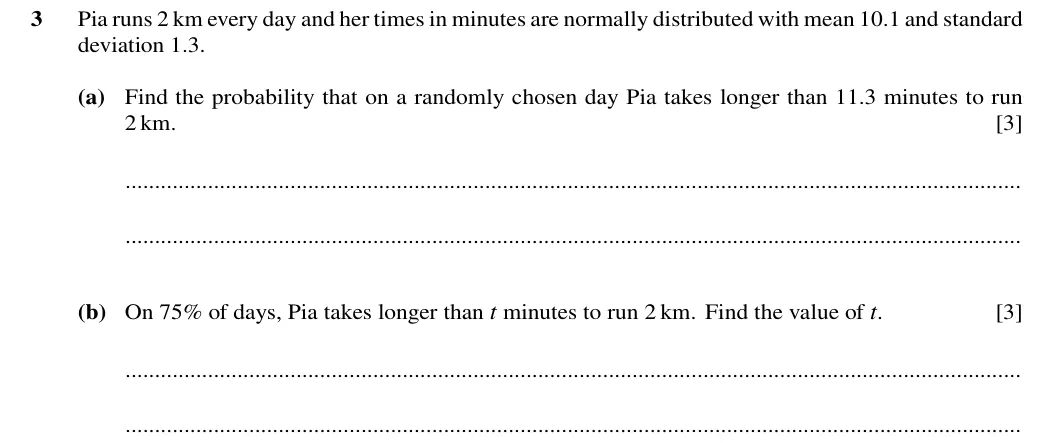 3 Pia runs 2 km every day and her times in minutes are normally distributed with mean 10.1 and standard
deviation 1.3.
(a) Find the probability that on a randomly chosen day Pia takes longer than 11.3 minutes to run
2 km. [3]
(b) On 75% of days, Pia takes longer than t minutes to run 2 km. Find the value of t. [3]